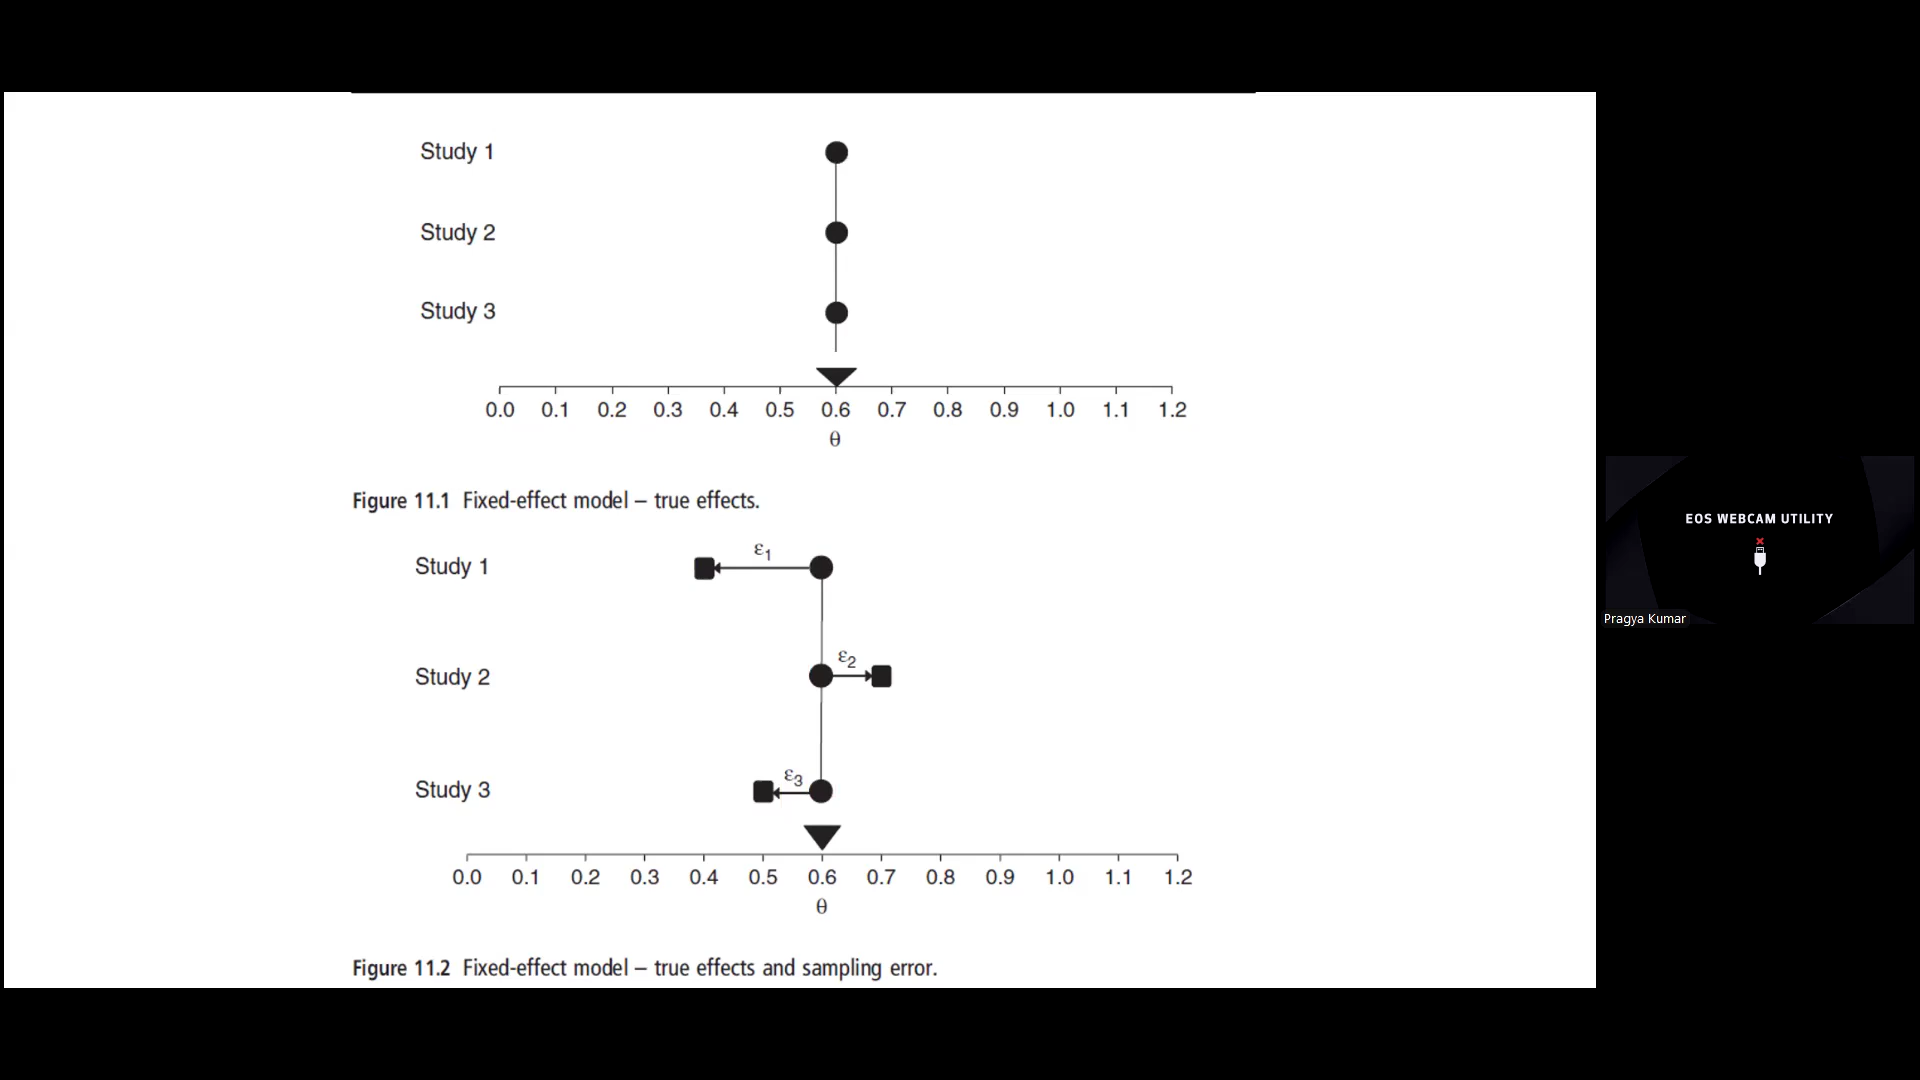 Study 1
Study 2
Study 3
0.0 0.1 0.2 0.3 0.4 0.5 0.6 0.7 0.8 0.9 1.0 1.1 1.2
θ
Figure 11.1 Fixed-effect model – true effects.
ε1
Study 1
ε2
Study 2
ε3
Study 3
0.0 0.1 0.2 0.3 0.4 0.5 0.6 0.7 0.8 0.9 1.0 1.1 1.2
θ
Figure 11.2 Fixed-effect model – true effects and sampling error.
EOS WEBCAM UTILITY
Pragya Kumar